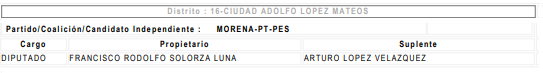 Distrito : 16-CIUDAD ADOLFO LOPEZ MATEOS
Partido/Coalición/Candidato Independiente : MORENA-PT-PES
Cargo Propietario Suplente
DIPUTADO FRANCISCO RODOLFO SOLORZA LUNA ARTURO LOPEZ VELAZQUEZ